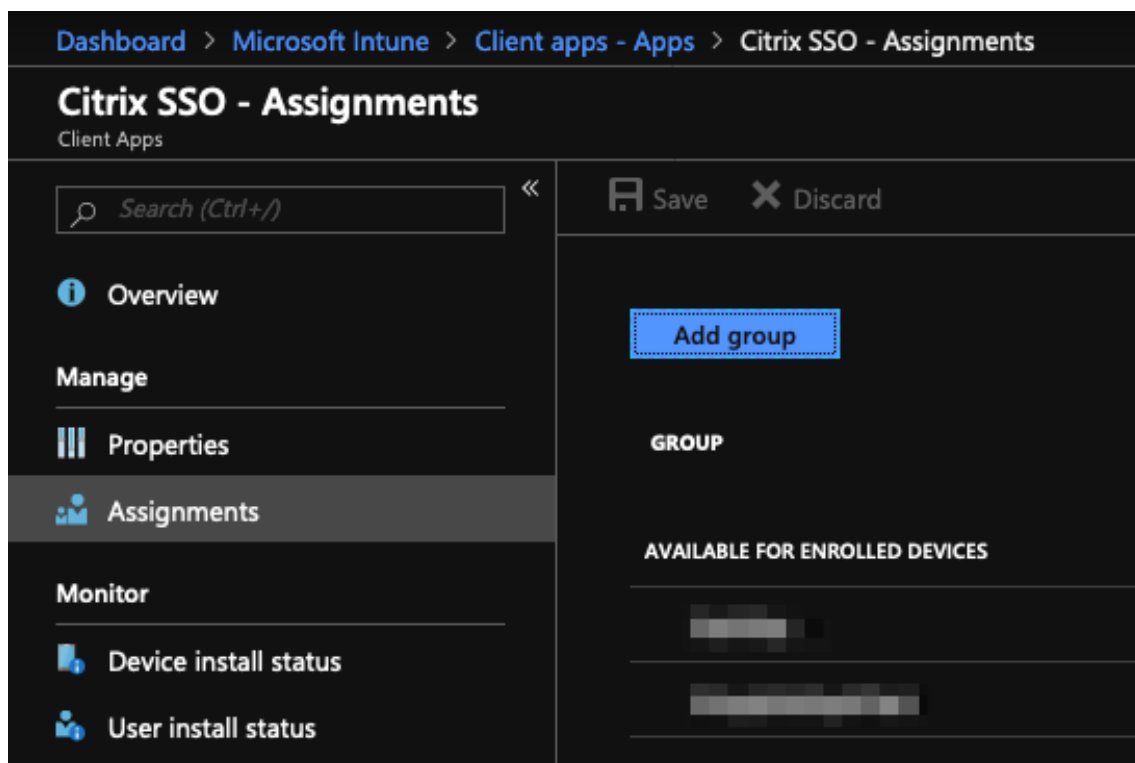 Dashboard > Microsoft Intune > Client apps - Apps > Citrix SSO - Assignments
Citrix SSO - Assignments
Client Apps
Search (Ctrl+/)
«
Save
Discard
Overview
Add group
Manage
Properties
GROUP
Assignments
AVAILABLE FOR ENROLLED DEVICES
Monitor
Device install status
User install status